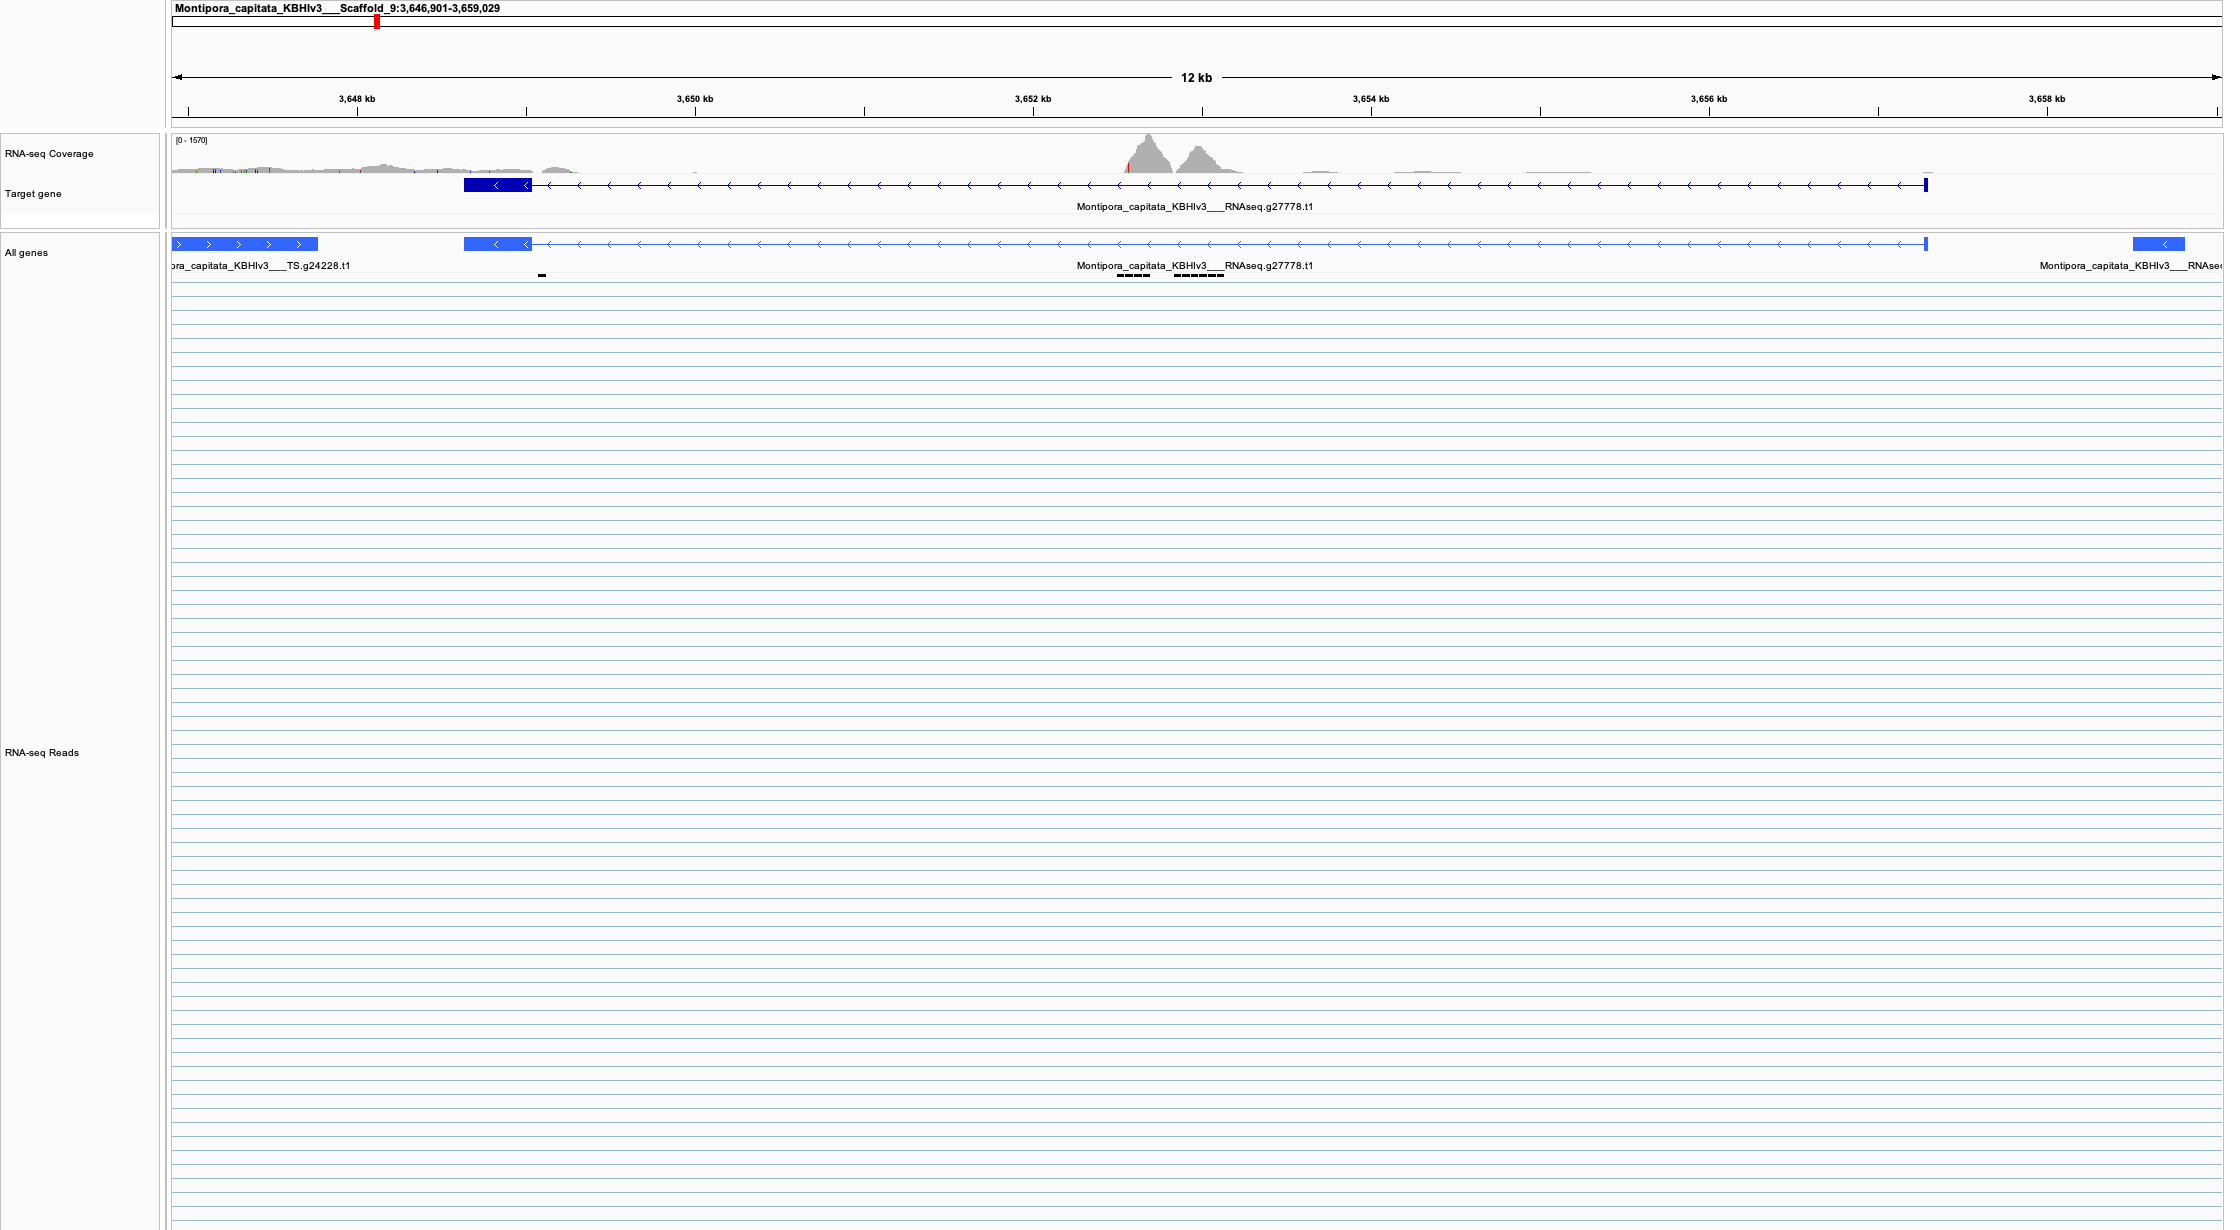 Montipora_capitata_KBHIv3___Scaffold_9:3,646,901-3,659,029
12 kb
3,648 kb 3,650 kb 3,652 kb 3,654 kb 3,656 kb 3,658 kb
[0 - 1570]
RNA-seq Coverage
Target gene
Montipora_capitata_KBHIv3___RNAseq.g27778.t1
All genes
ora_capitata_KBHIv3___TS.g24228.t1 Montipora_capitata_KBHIv3___RNAseq.g27778.t1 Montipora_capitata_KBHIv3___RNAsec
RNA-seq Reads